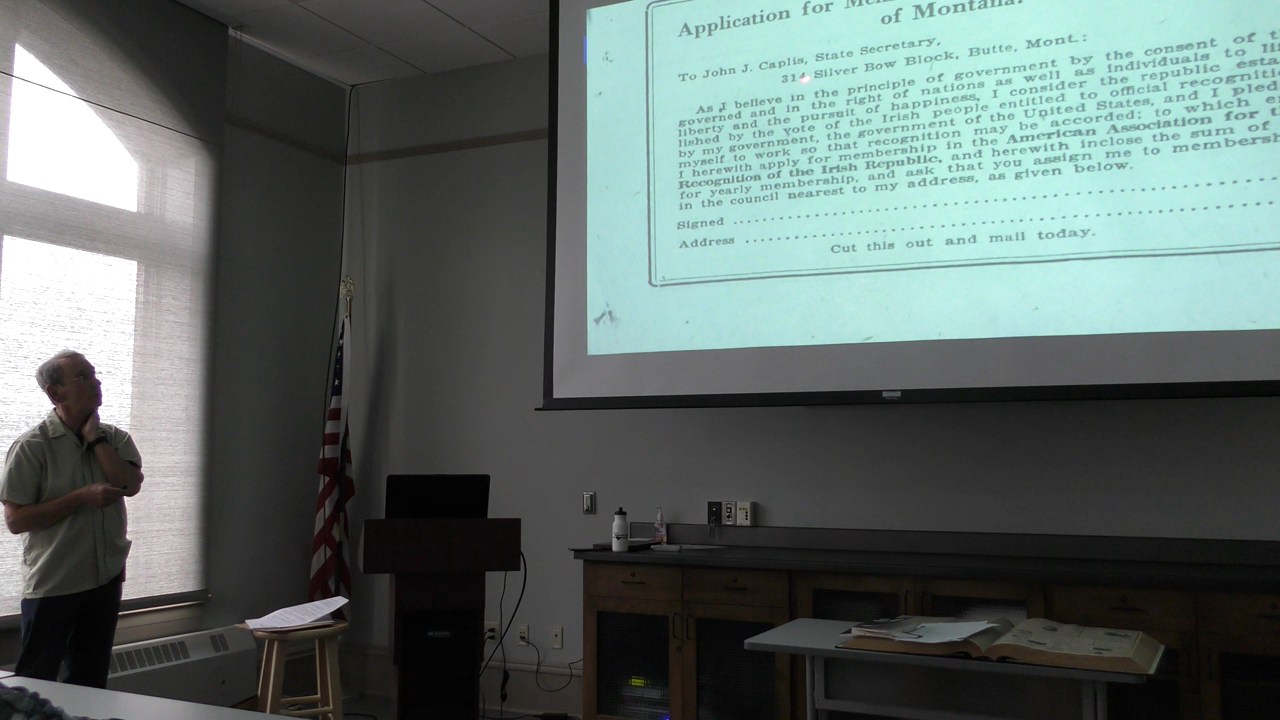 Application for
of Montana.
To John J. Caplis, State Secretary,
314 Silver Bow Block, Butte, Mont.:
As I believe in the principle of government by the consent of
governed and in the right of nations as well as individuals to
liberty and the pursuit of happiness, I consider the republic
lished by the vote of the Irish people entitled to official
by my government, the government of the United States, and I
myself to work so that recognition may be accorded; to which
I herewith apply for membership in the American Association for
Recognition of the Irish Republic, and herewith inclose the sum of
for yearly membership, and ask that you assign me to
in the council nearest to my address, as given below.
Signed
Address
Cut this out and mail today.